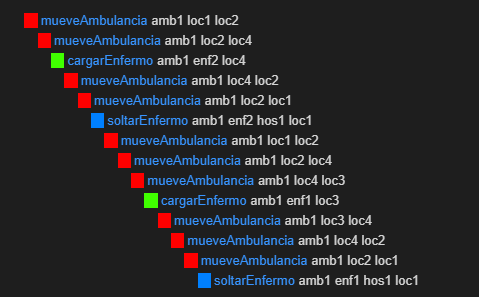 mueveAmbulancia amb1 loc1 loc2
mueveAmbulancia amb1 loc2 loc4
cargarEnfermo amb1 enf2 loc4
mueveAmbulancia amb1 loc4 loc2
mueveAmbulancia amb1 loc2 loc1
soltarEnfermo amb1 enf2 hos1 loc1
mueveAmbulancia amb1 loc1 loc2
mueveAmbulancia amb1 loc2 loc4
mueveAmbulancia amb1 loc4 loc3
cargarEnfermo amb1 enf1 loc3
mueveAmbulancia amb1 loc3 loc4
mueveAmbulancia amb1 loc4 loc2
mueveAmbulancia amb1 loc2 loc1
soltarEnfermo amb1 enf1 hos1 loc1